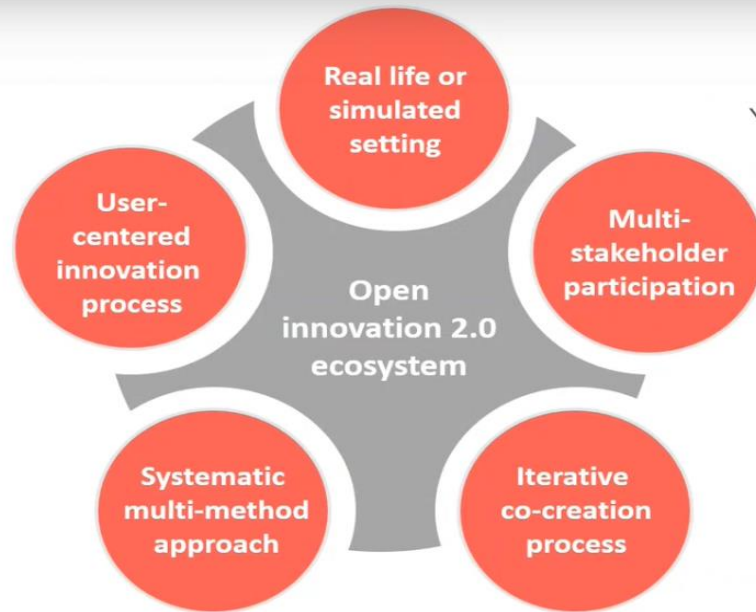 Real life or
simulated
setting
User-
centered
innovation
process
Multi-
stakeholder
participation
Open
innovation 2.0
ecosystem
Systematic
multi-method
approach
Iterative
co-creation
process